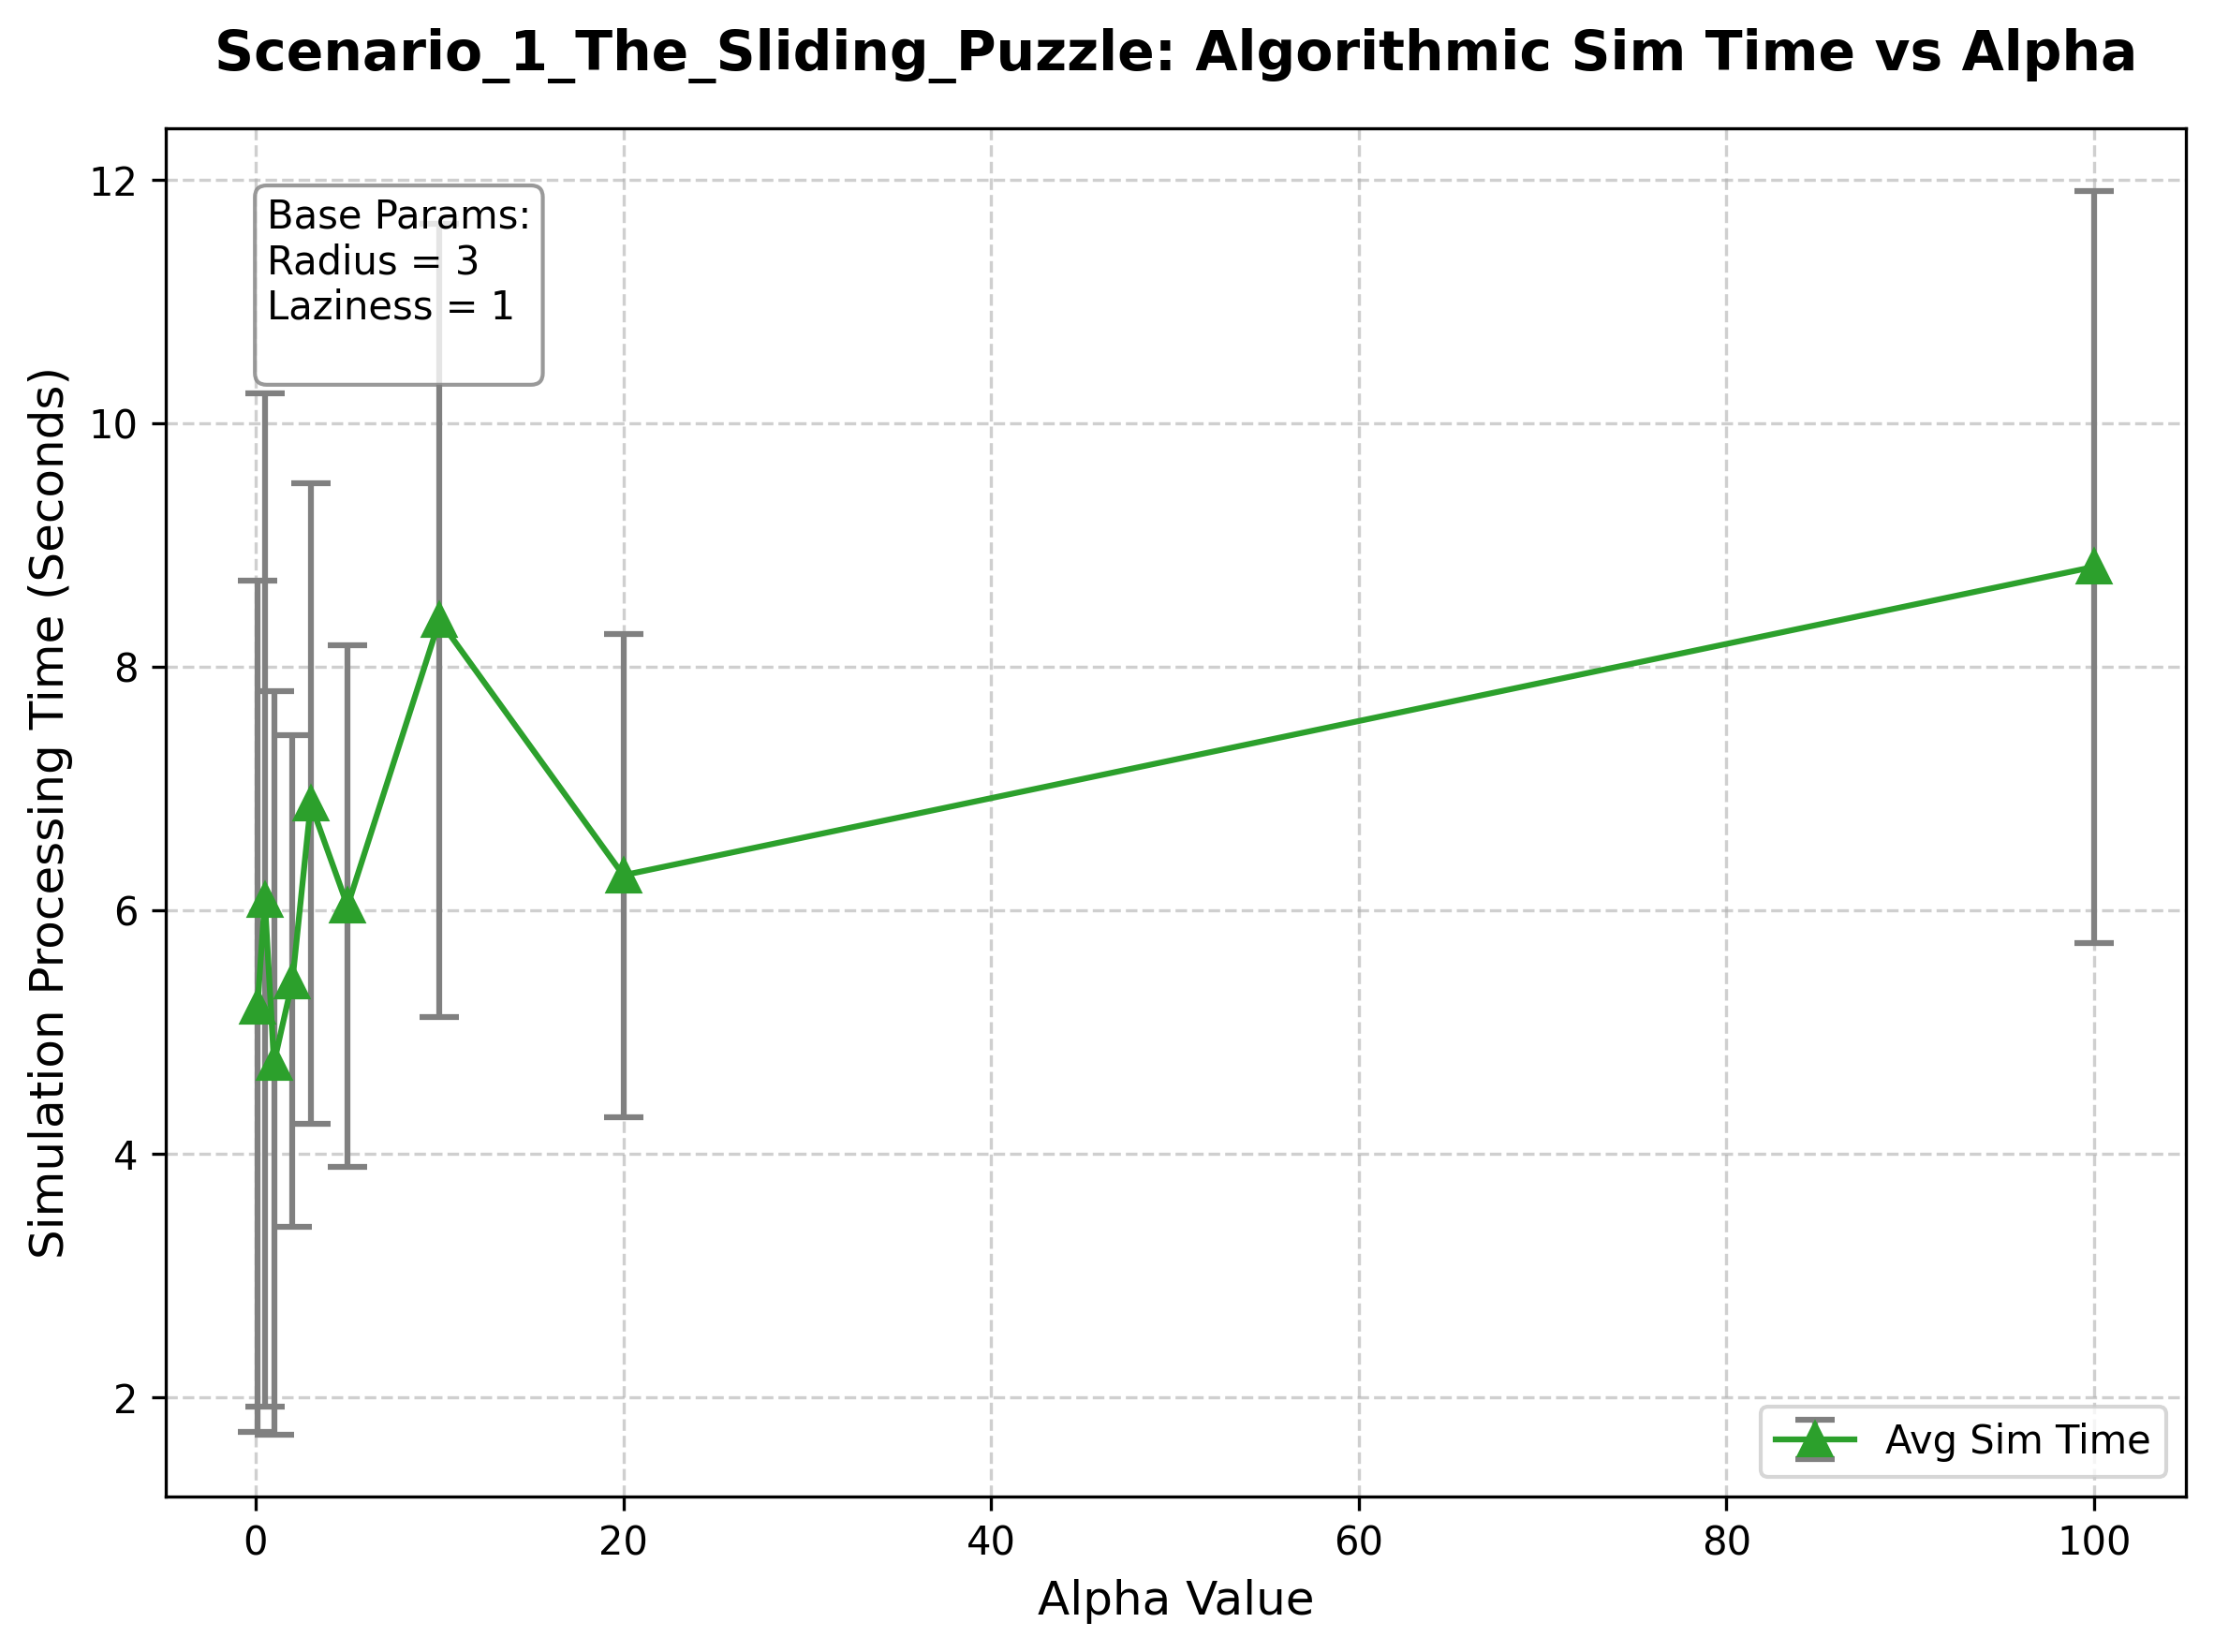 Scenario_1_The_Sliding_Puzzle: Algorithmic Sim Time vs Alpha
12
10
8
6
4
2
Simulation Processing Time (Seconds)
Base Params:
Radius = 3
Laziness = 1
Avg Sim Time
0 20 40 60 80 100
Alpha Value